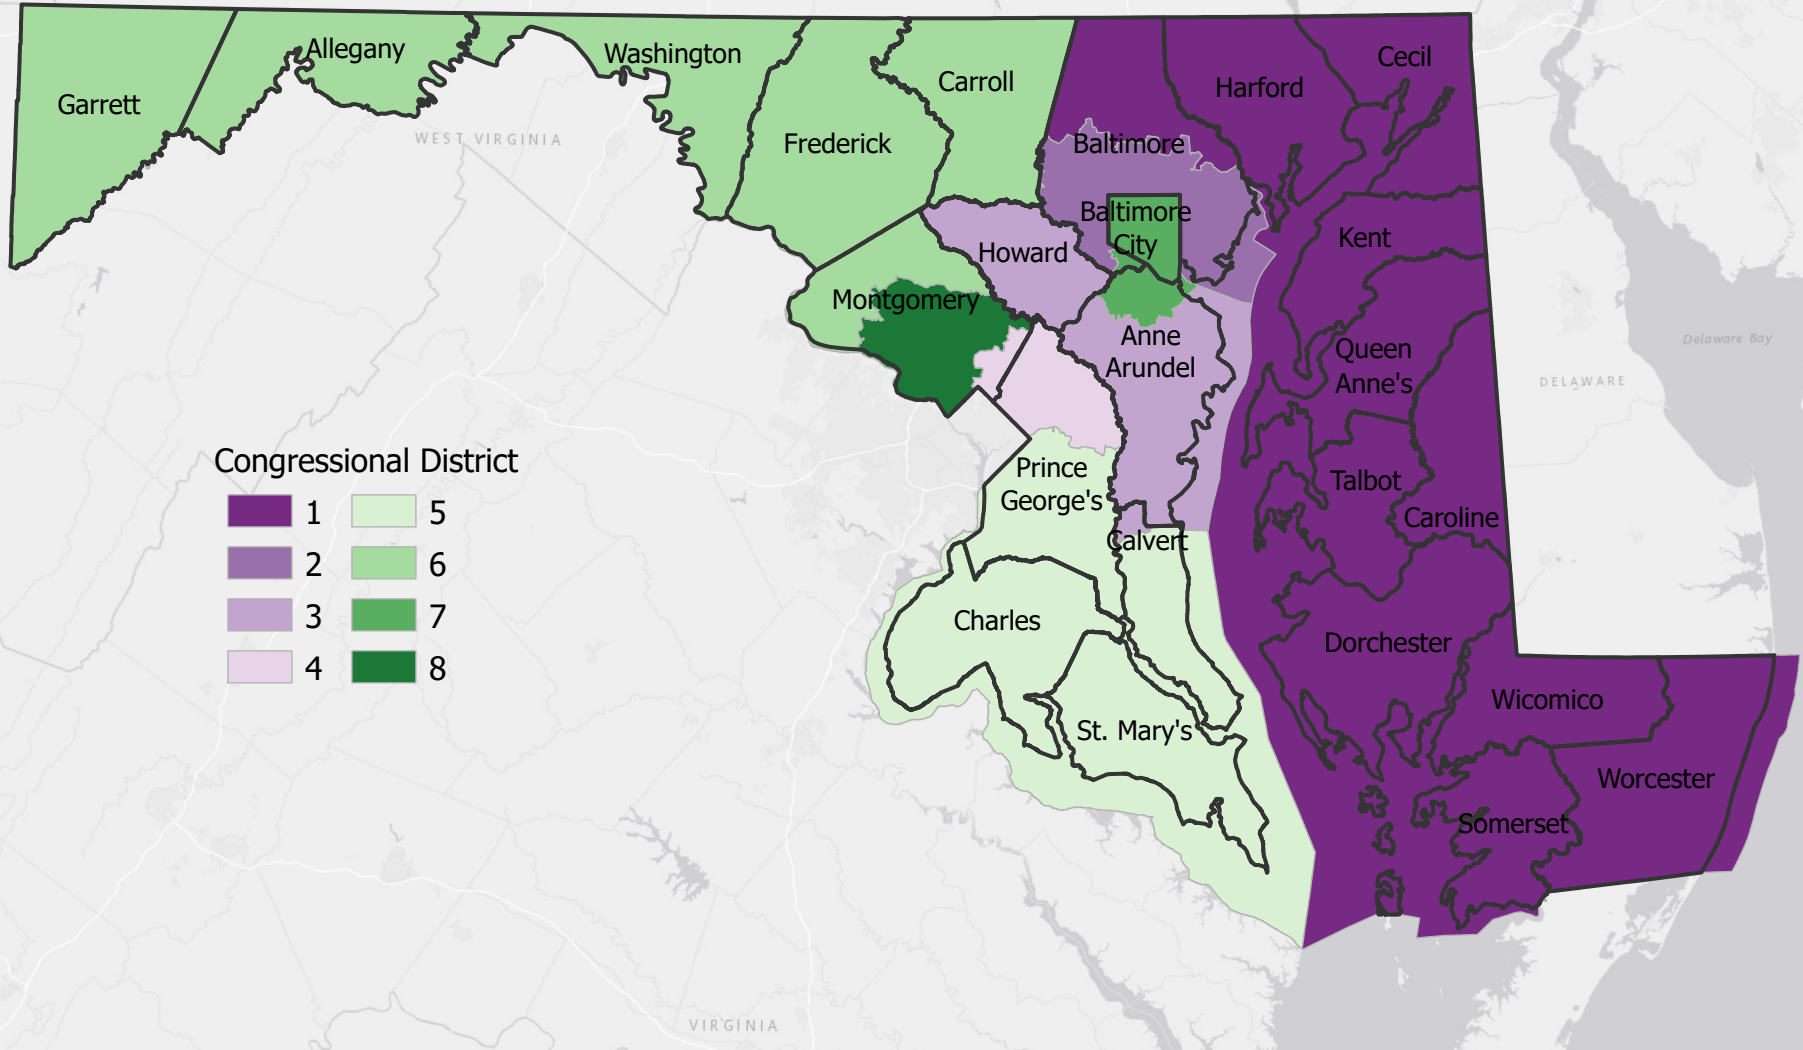 Garrett
Allegany
Washington
Frederick
Carroll
Baltimore
Harford
Cecil
WEST VIRGINIA
Baltimore
City
Howard
Kent
Montgomery
Anne
Arundel
Queen
Anne's
Delaware Bay
DELAWARE
Prince
George's
Talbot
Caroline
Calvert
Charles
Dorchester
St. Mary's
Wicomico
Worcester
Somerset
Congressional District
1 5
2 6
3 7
4 8
VIRGINIA